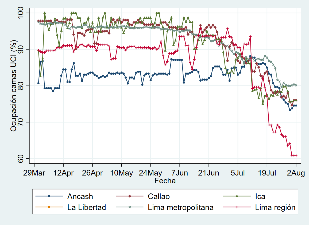 Ocupación camas UCI (%)
100
90
80
70
60
29Mar 12Apr 26Apr 10May 24May 7Jun 21Jun 5Jul 19Jul 2Aug
Fecha
Ancash Callao Ica
La Libertad Lima metropolitana Lima región